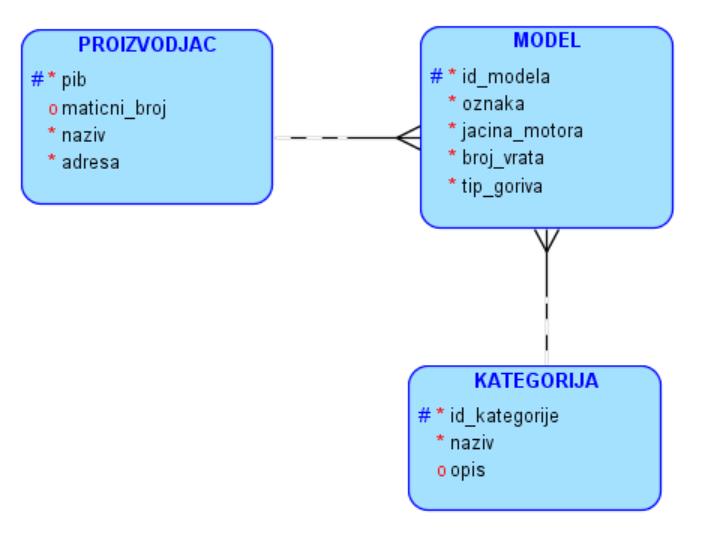 PROIZVODJAC
# * pib
o maticni_broj
* naziv
* adresa
MODEL
# * id_modela
* oznaka
* jacina_motora
* broj_vrata
* tip_goriva
KATEGORIJA
# * id_kategorije
* naziv
o opis